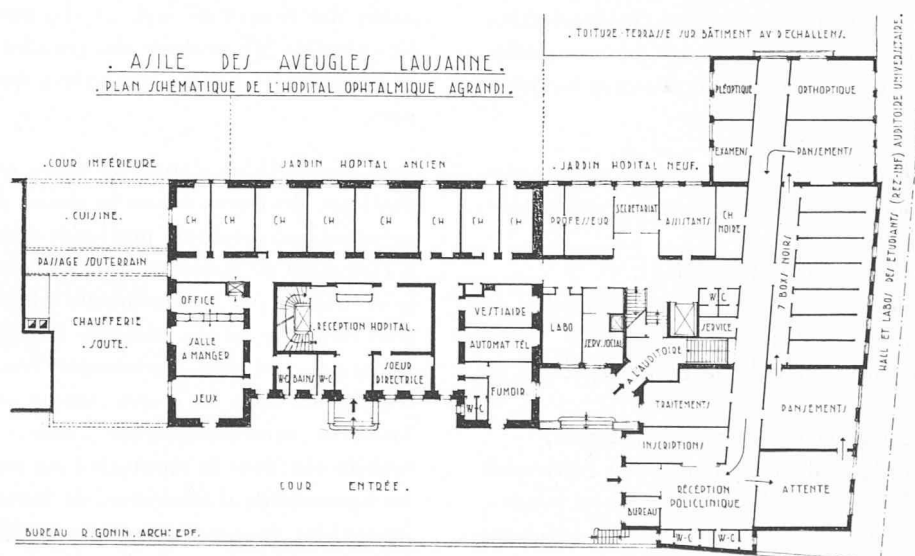 . TOITURE-TERRASSE SUR BÂTIMENT AV. D'ECHALLENS.
. ASILE DES AVEUGLES LAUSANNE.
. PLAN SCHÉMATIQUE DE L'HOPITAL OPHTALMIQUE AGRANDI.
PLÉOPTIQUE
ORTHOPTIQUE
EXAMENS
PANSEMENTS
. COUR INFÉRIEURE
JARDIN HOPITAL ANCIEN
. JARDIN HOPITAL NEUF.
. CUISINE.
CH
CH
CH
CH
CH
CH
CH
CH
PROFESSEUR
SECRETARIAT
ASSISTANTS
CH.
NOIRE
PASSAGE SOUTERRAIN
7 BOXS NOIRS
HALL ET LABOS DES ETUDIANTS (REZ-INF) AUDITOIRE UNIVERSITAIRE.
CHAUFFERIE
. SOUTE.
OFFICE
SALLE
A MANGER
JEUX
RÉCEPTION HOPITAL.
W-C
BAINS
W-C
SOEUR
DIRECTRICE
VESTIAIRE
AUTOMAT. TÉL.
FUMOIR
W-C
LABO
SERV. SOCIAL
W-C
SERVICE
A L'AUDITOIRE
TRAITEMENTS
PANSEMENTS
INSCRIPTIONS
RÉCEPTION
POLICLINIQUE
ATTENTE
BUREAU
W-C
W-C
COUR ENTRÉE.
BUREAU R. GONIN. ARCH: EPF.